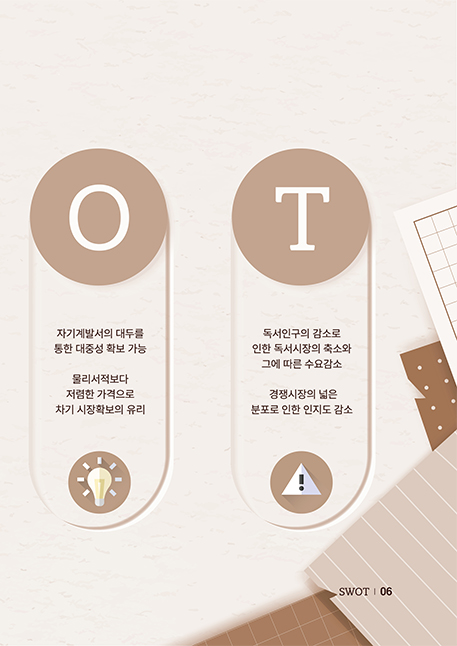 O
자기계발서의 대두를
통한 대중성 확보 가능
물리서적보다
저렴한 가격으로
차기 시장확보의 유리
T
독서인구의 감소로
인한 독서시장의 축소와
그에 따른 수요감소
경쟁시장의 넓은
분포로 인한 인지도 감소
SWOT | 06